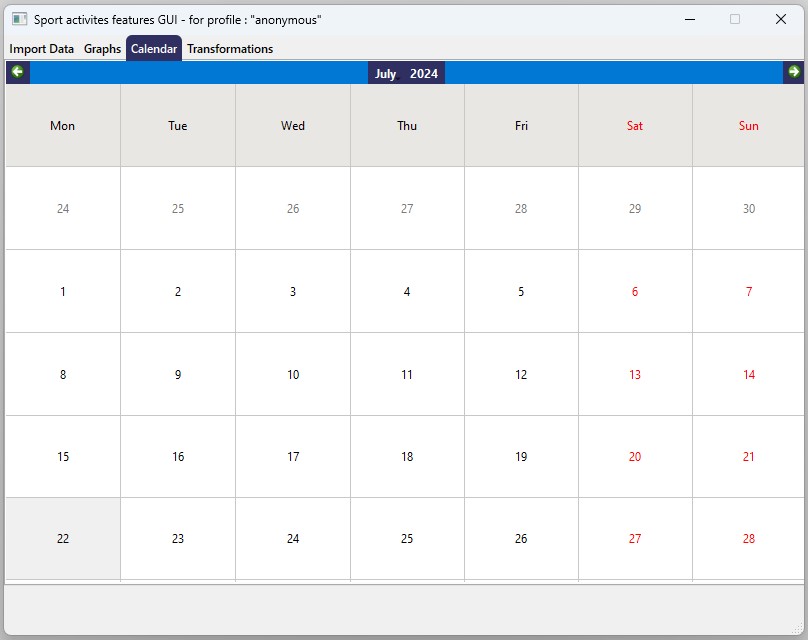 Sport activites features GUI - for profile : "anonymous"
Import Data Graphs Calendar Transformations
July 2024
Mon Tue Wed Thu Fri Sat Sun
24 25 26 27 28 29 30
1 2 3 4 5 6 7
8 9 10 11 12 13 14
15 16 17 18 19 20 21
22 23 24 25 26 27 28